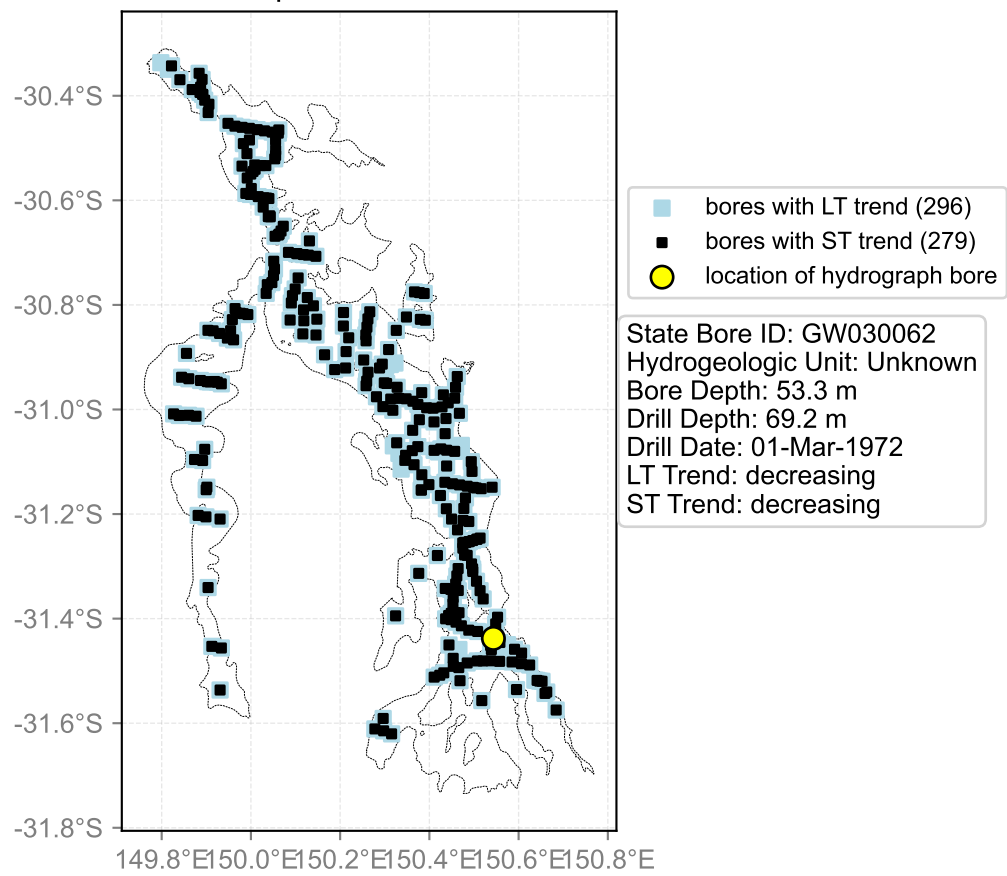 -30.4°S
-30.6°S
-30.8°S
-31.0°S
-31.2°S
-31.4°S
-31.6°S
-31.8°S
149.8°E150.0°E150.2°E150.4°E150.6°E150.8°E
bores with LT trend (296)
bores with ST trend (279)
location of hydrograph bore
State Bore ID: GW030062
Hydrogeologic Unit: Unknown
Bore Depth: 53.3 m
Drill Depth: 69.2 m
Drill Date: 01-Mar-1972
LT Trend: decreasing
ST Trend: decreasing